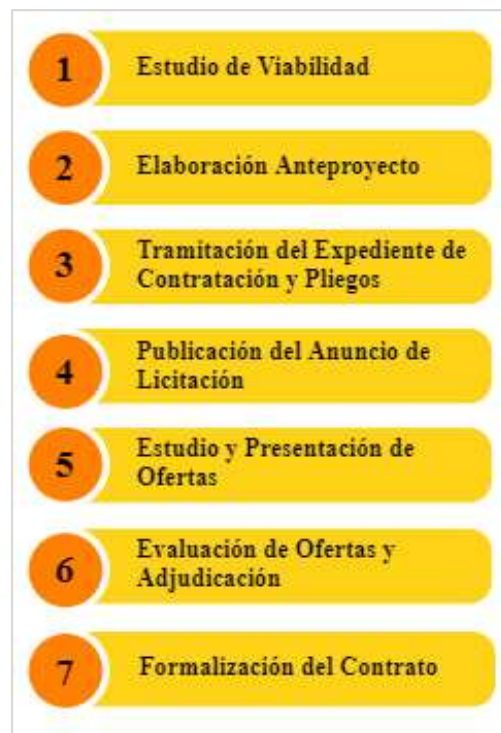 1
Estudio de Viabilidad
2
Elaboración Anteproyecto
3
Tramitación del Expediente de
Contratación y Pliegos
4
Publicación del Anuncio de
Licitación
5
Estudio y Presentación de
Ofertas
6
Evaluación de Ofertas y
Adjudicación
7
Formalización del Contrato